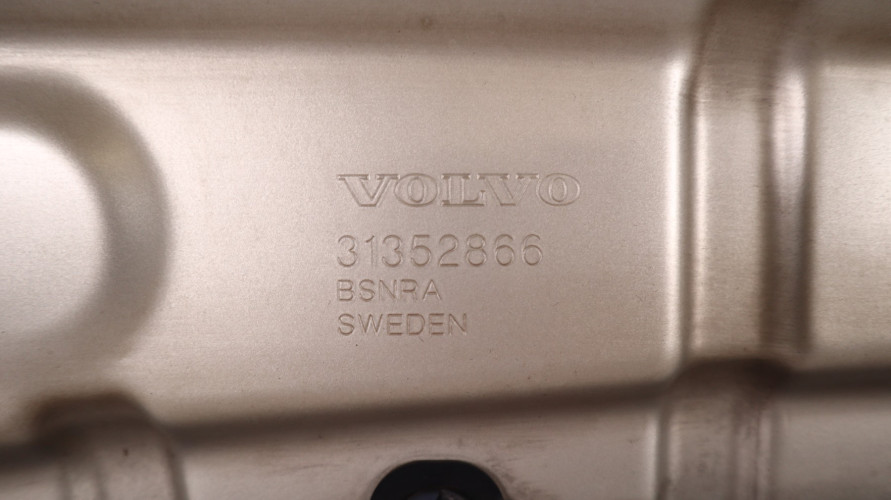 VOLVO
31352866
BSNRA
SWEDEN